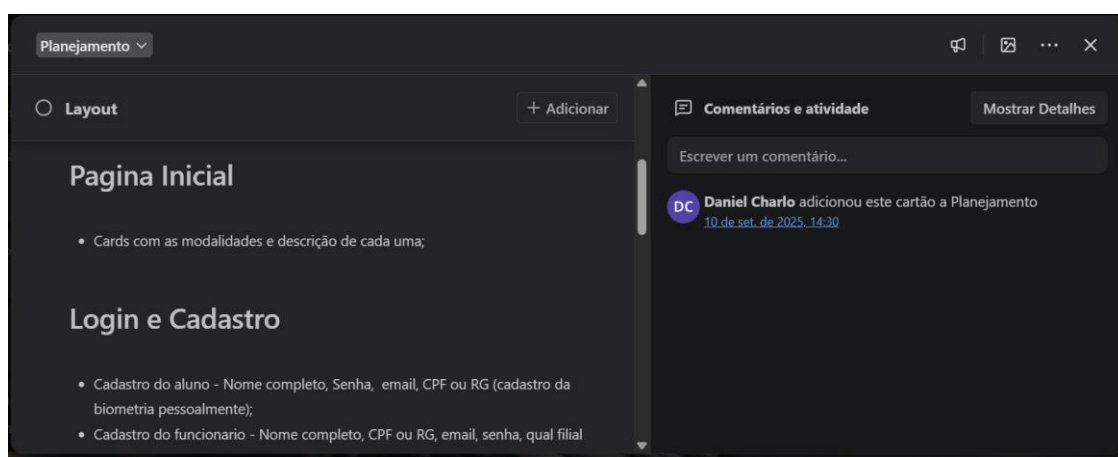 Planejamento
Layout
+ Adicionar
Pagina Inicial
• Cards com as modalidades e descrição de cada uma;
Login e Cadastro
• Cadastro do aluno - Nome completo, Senha, email, CPF ou RG (cadastro da
biometria pessoalmente);
• Cadastro do funcionario - Nome completo, CPF ou RG, email, senha, qual filial
Comentários e atividade
Mostrar Detalhes
Escrever um comentário...
DC
Daniel Charlo adicionou este cartão a Planejamento
10 de set. de 2025, 14:30